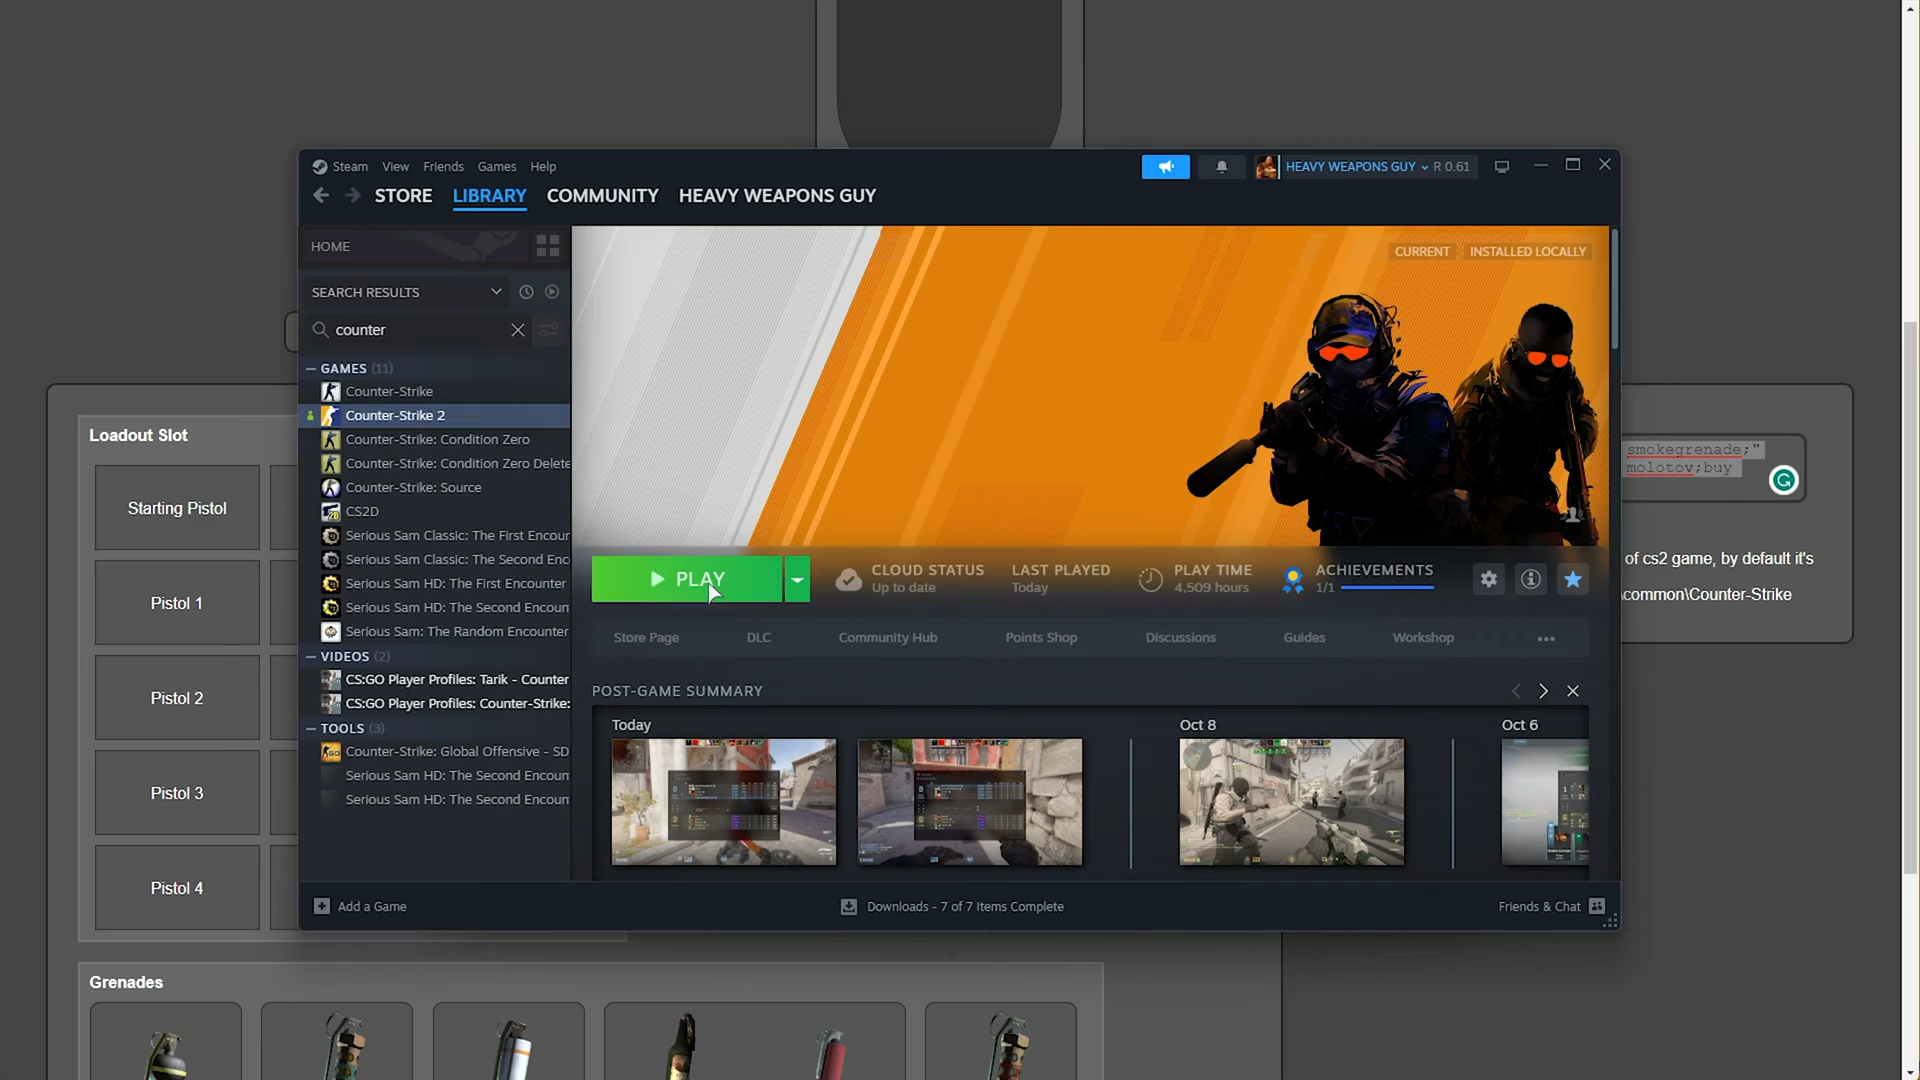 Steam View Friends Games Help
HEAVY WEAPONS GUY R 0.61
STORE LIBRARY COMMUNITY HEAVY WEAPONS GUY
HOME
CURRENT INSTALLED LOCALLY
SEARCH RESULTS
counter
GAMES (11)
Counter-Strike
Counter-Strike 2
Counter-Strike: Condition Zero
Counter-Strike: Condition Zero Delete
Counter-Strike: Source
CS2D
Serious Sam Classic: The First Encour
Serious Sam Classic: The Second Enc
Serious Sam HD: The First Encounter
Serious Sam HD: The Second Encoun
Serious Sam: The Random Encounter
VIDEOS (2)
CS:GO Player Profiles: Tarik - Counter
CS:GO Player Profiles: Counter-Strike:
TOOLS (3)
Counter-Strike: Global Offensive - SD
Serious Sam HD: The Second Encoun
Serious Sam HD: The Second Encoun
PLAY
CLOUD STATUS
Up to date
LAST PLAYED
Today
PLAY TIME
4,509 hours
ACHIEVEMENTS
1/1
Store Page DLC Community Hub Points Shop Discussions Guides Workshop
POST-GAME SUMMARY
Today
Oct 8
Oct 6
Add a Game
Downloads - 7 of 7 Items Complete
Friends & Chat
Loadout Slot
Starting Pistol
Pistol 1
Pistol 2
Pistol 3
Pistol 4
Grenades
smokegrenade;"
molotov;buy
of cs2 game, by default it's
\common\Counter-Strike